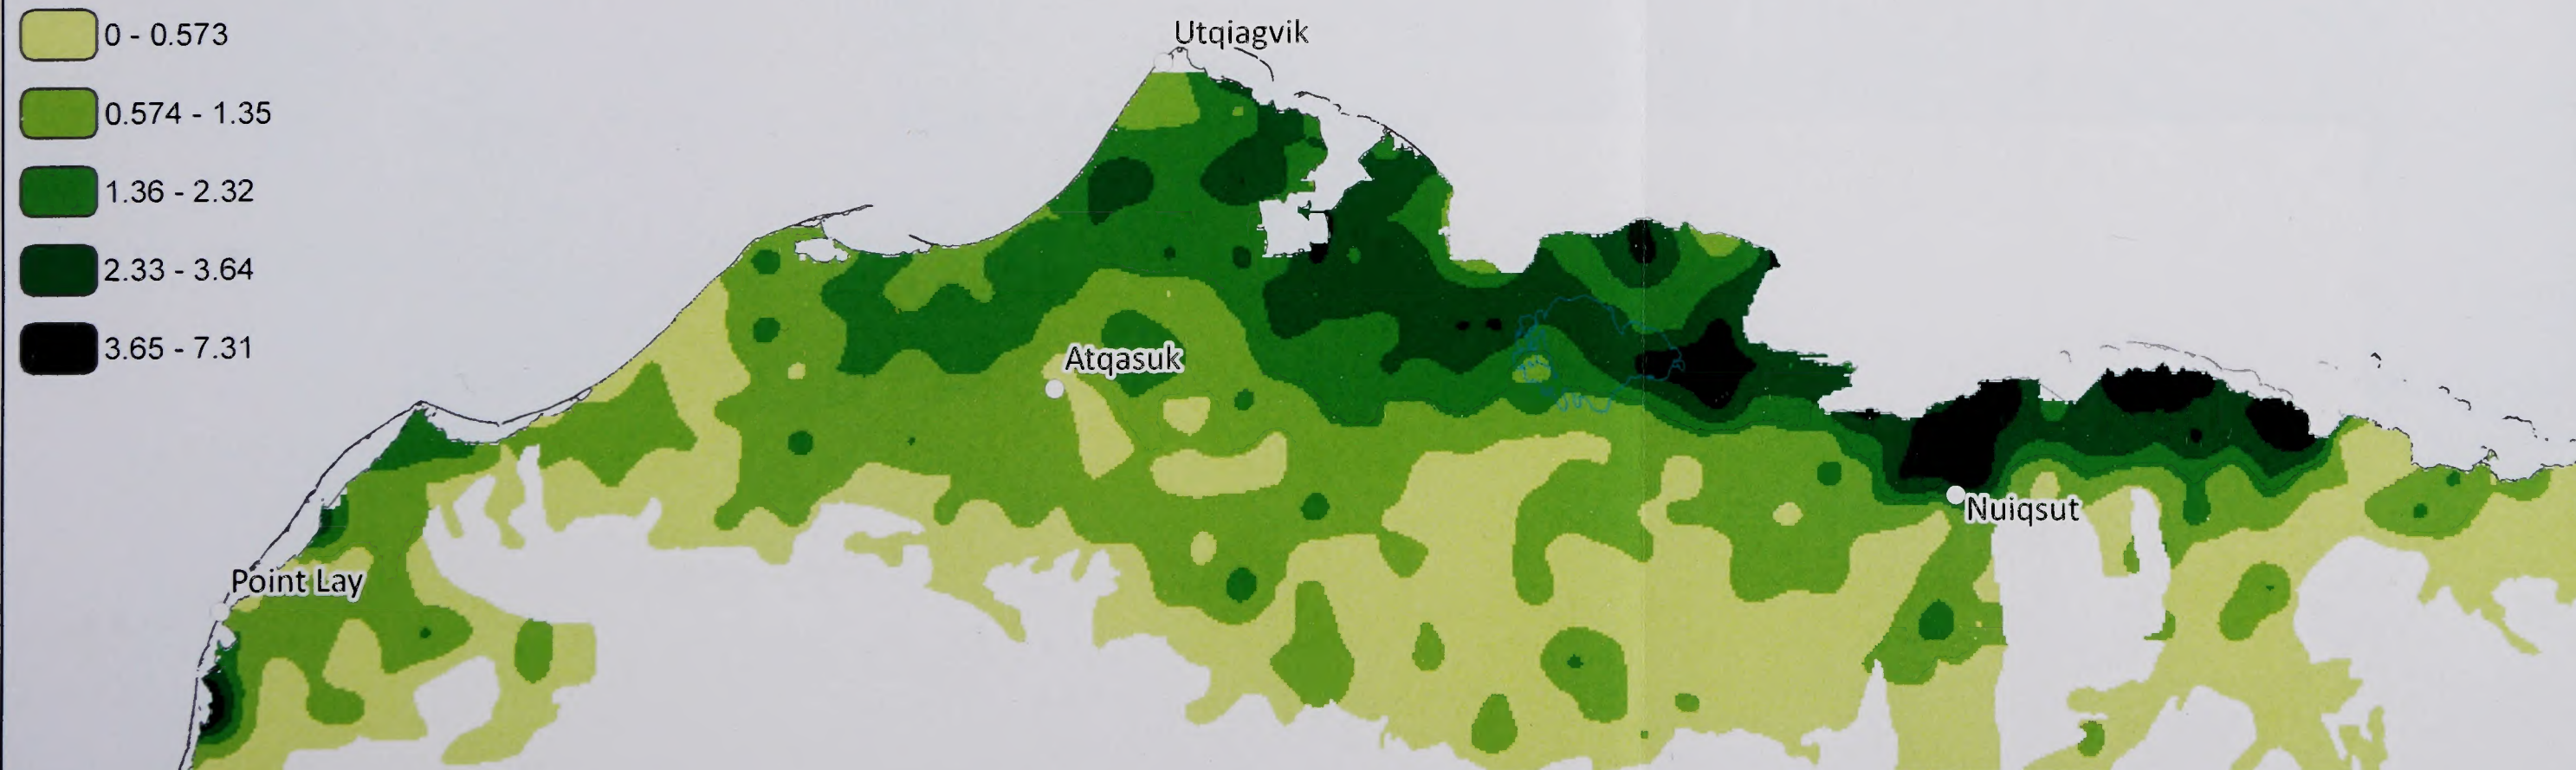 0 - 0.573
0.574 - 1.35
1.36 - 2.32
2.33 - 3.64
3.65 - 7.31
Utqiagvik
Atqasuk
Nuiqsut
Point Lay